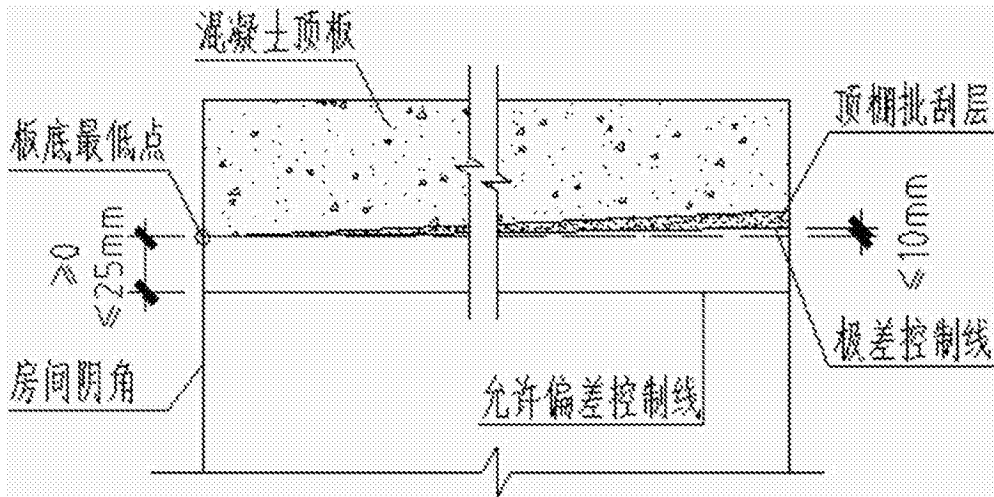 混凝土顶板
顶棚批刮层
板底最低点
≥0
≤25mm
≤10mm
房间阴角
允许偏差控制线
极差控制线